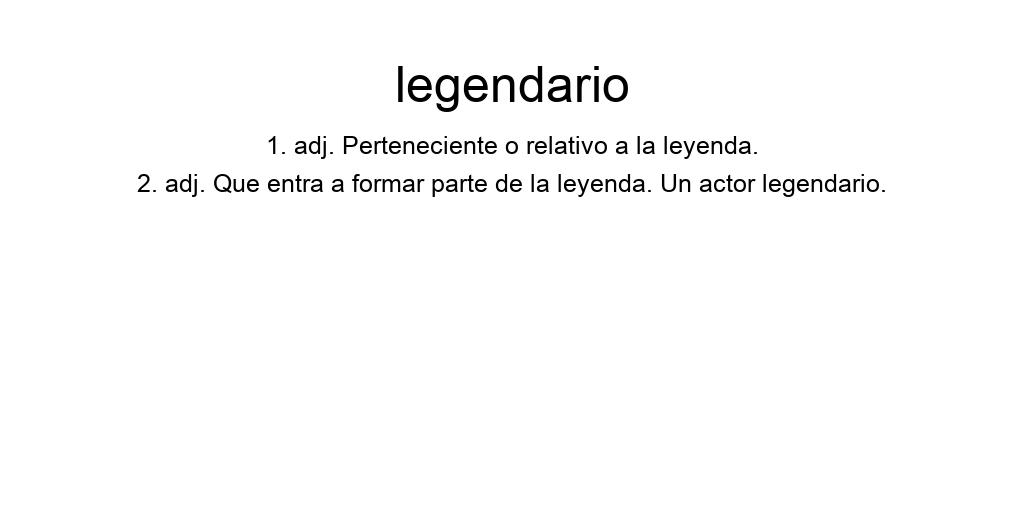 legendario
1. adj. Perteneciente o relativo a la leyenda.
2. adj. Que entra a formar parte de la leyenda. Un actor legendario.